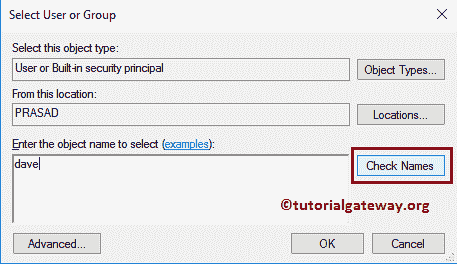 Select User or Group
Select this object type:
User or Built-in security principal
Object Types...
From this location:
PRASAD
Locations...
Enter the object name to select (examples):
dave
Check Names
©tutorialgateway.org
Advanced...
OK
Cancel